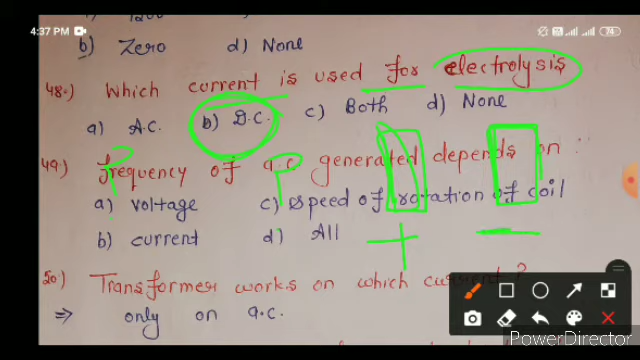 4:37 PM
74
b) Zero d) None
48.) Which current is used for electrolysis
a) A.C. b) D.C. c) Both d) None
49) frequency of a.c generated depends on :
a) voltage c) speed of rotation of coil
b) current d) All
50) Transformer works on which current ?
⇒ only on a.c.
PowerDirector